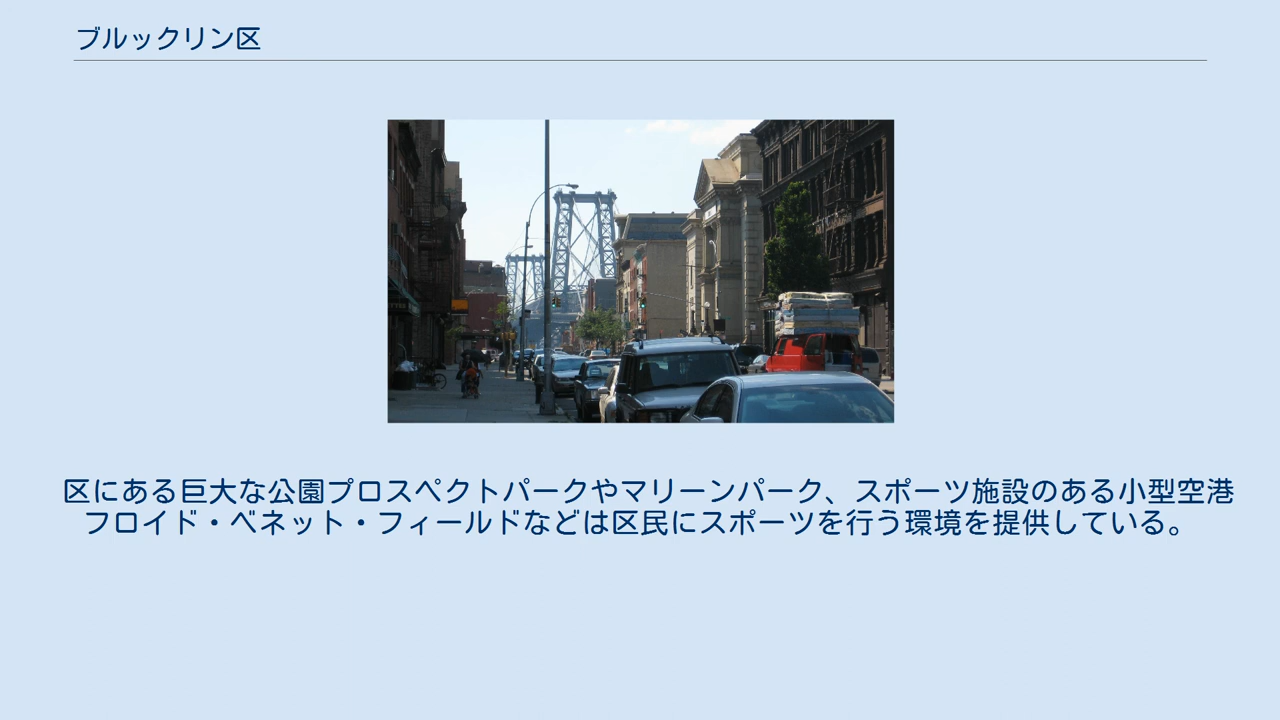 ブルックリン区
区にある巨大な公園プロスペクトパークやマリーンパーク、スポーツ施設のある小型空港
フロイド・ベネット・フィールドなどは区民にスポーツを行う環境を提供している。